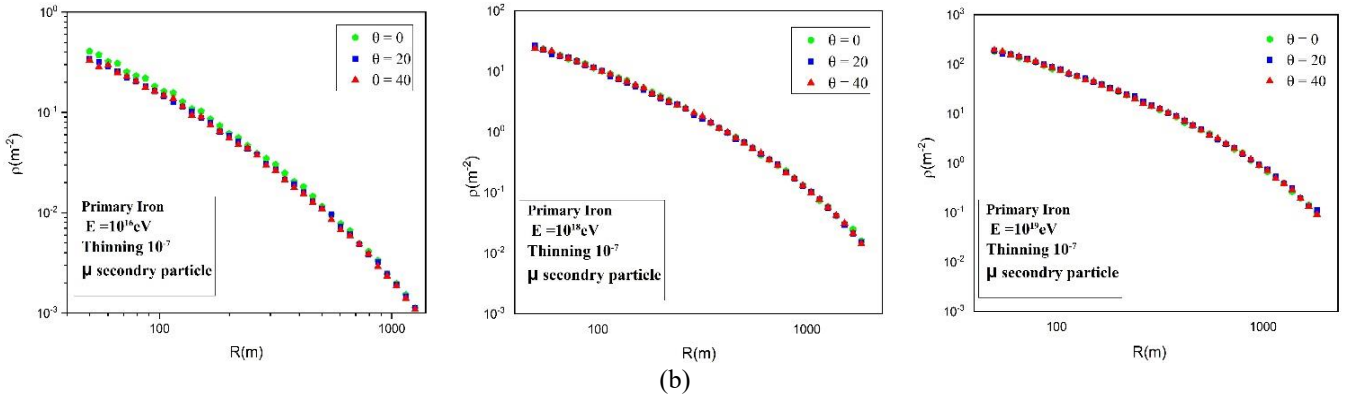 10⁰
10⁻¹
10⁻²
10⁻³
ρ(m⁻²)
100
1000
R(m)
θ = 0
θ = 20
0 = 40
Primary Iron
E =10¹⁶eV
Thinning 10⁻⁷
μ secondry particle
10²
10¹
10⁰
10⁻¹
10⁻²
10⁻³
ρ(m⁻²)
100
1000
R(m)
θ = 0
θ = 20
θ = 40
Primary Iron
E =10¹⁸eV
Thinning 10⁻⁷
μ secondry particle
10³
10²
10¹
10⁰
10⁻¹
10⁻²
10⁻³
ρ(m⁻²)
100
1000
R(m)
θ = 0
θ = 20
θ = 40
Primary Iron
E =10¹⁹eV
Thinning 10⁻⁷
μ secondry particle
(b)